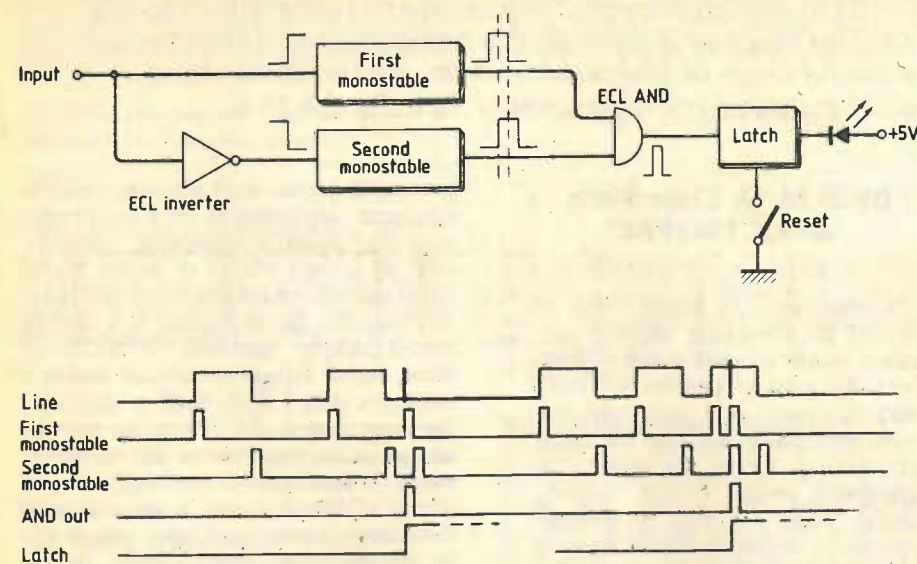 Input
First
monostable
ECL AND
Second
monostable
Latch
+5V
ECL inverter
Reset
Line
First
monostable
Second
monostable
AND out
Latch